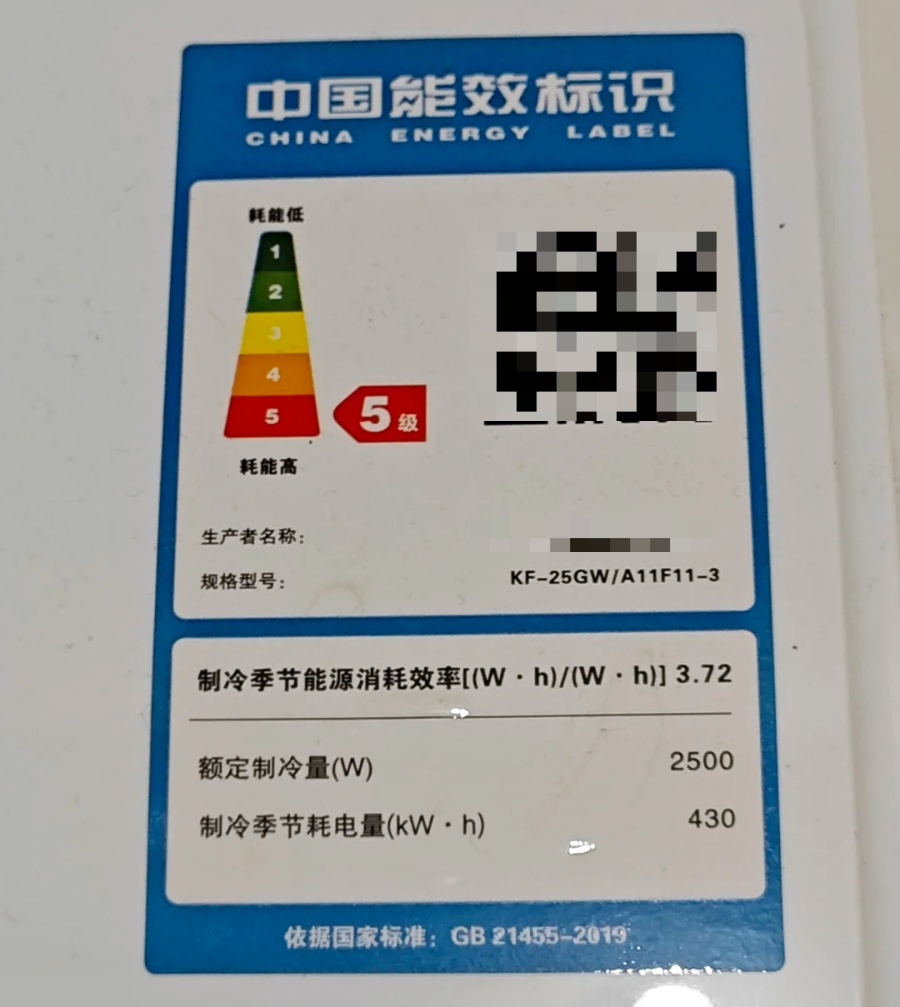 中国能效标识
CHINA ENERGY LABEL
耗能低
1
2
3
4
5
5级
耗能高
生产者名称：
规格型号： KF-25GW/A11F11-3
制冷季节能源消耗效率[(W·h)/(W·h)] 3.72
额定制冷量(W) 2500
制冷季节耗电量(kW·h) 430
依据国家标准：GB 21455-2019